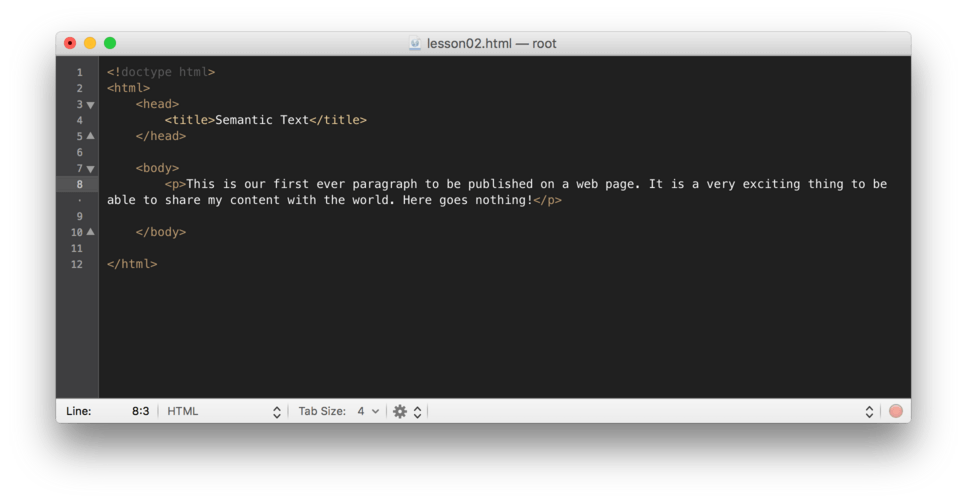 lesson02.html — root
1 <!doctype html>
2 <html>
3 <head>
4 <title>Semantic Text</title>
5 </head>
6
7 <body>
8 <p>This is our first ever paragraph to be published on a web page. It is a very exciting thing to be
· able to share my content with the world. Here goes nothing!</p>
9
10 </body>
11
12 </html>
Line: 8:3 HTML Tab Size: 4